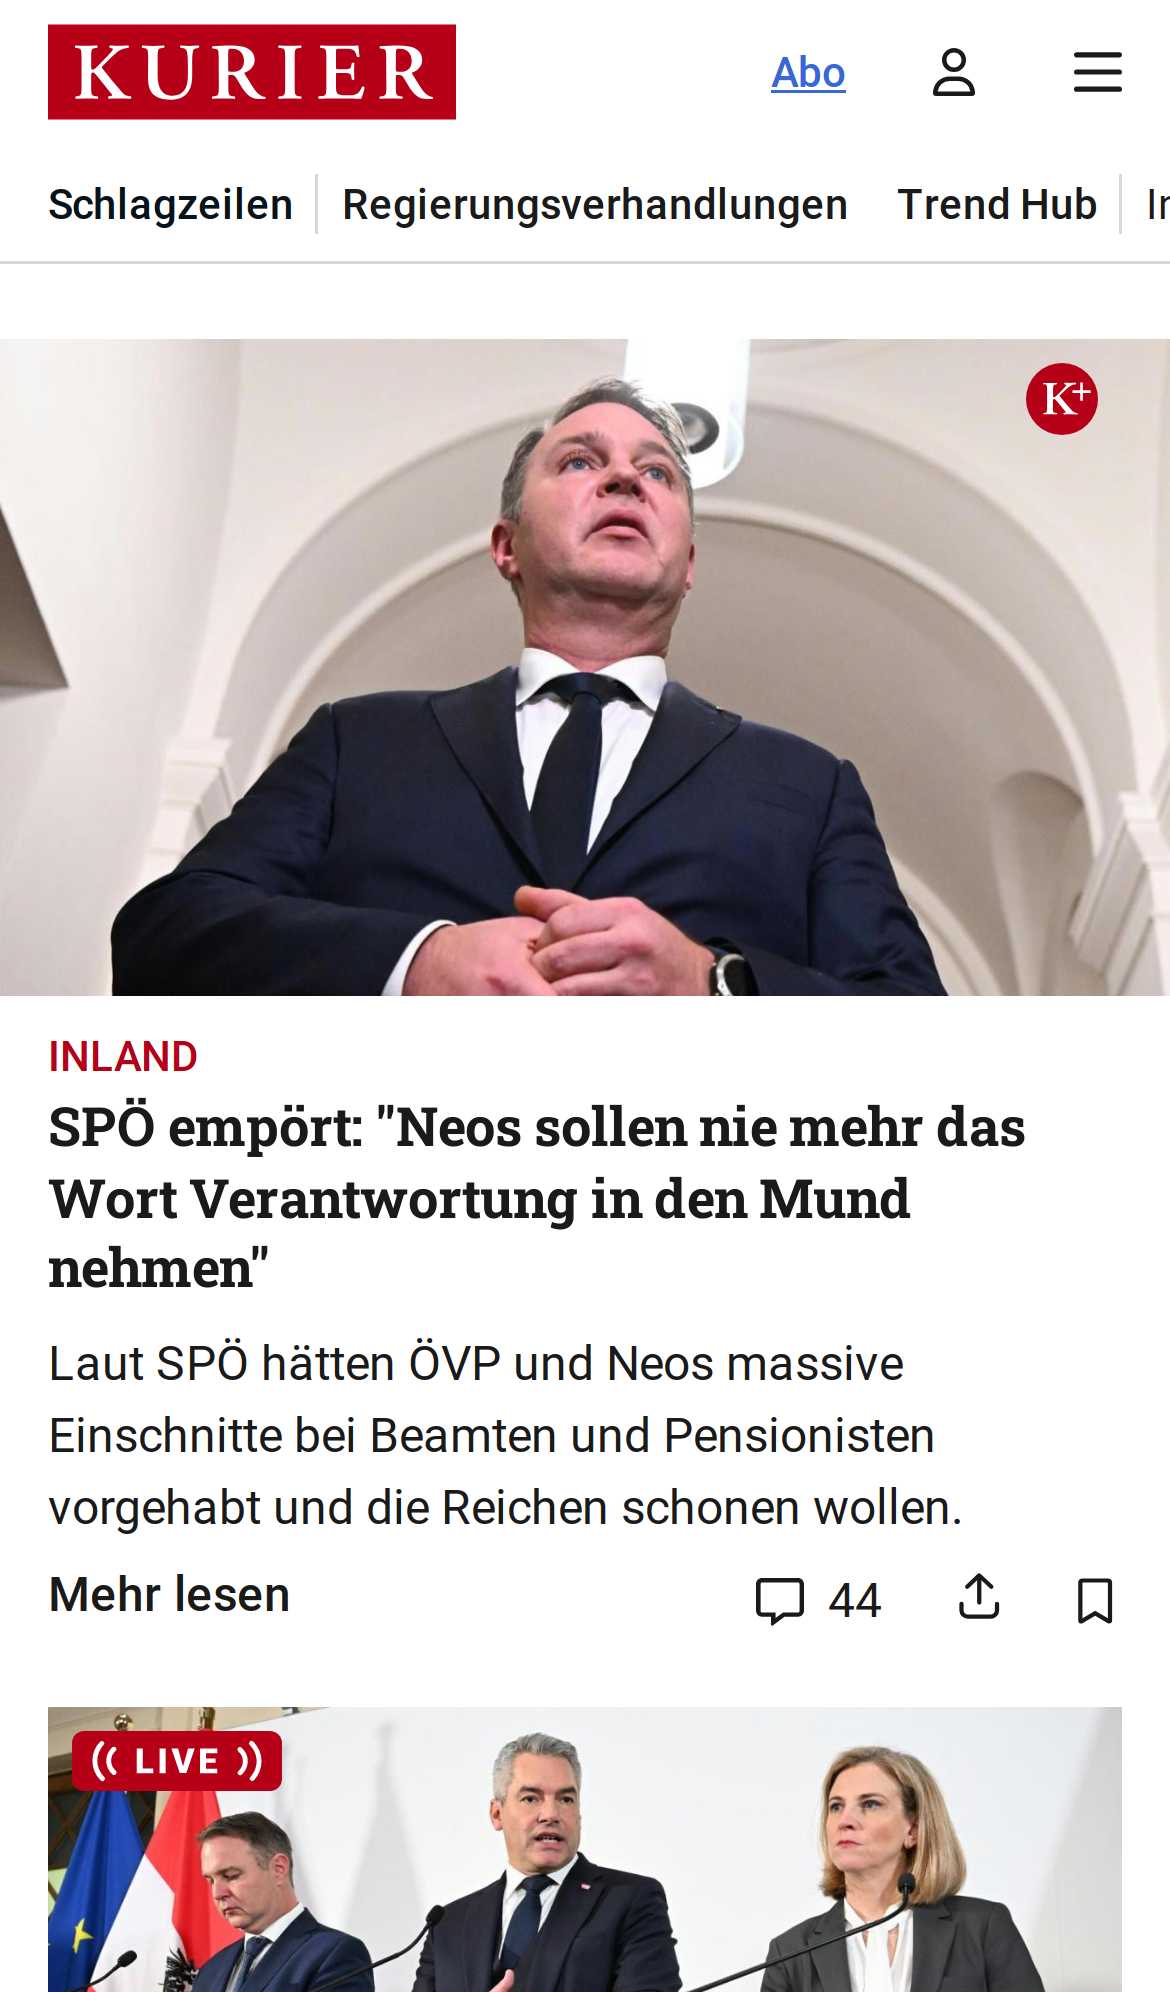 KURIER
Abo
Schlagzeilen
Regierungsverhandlungen
Trend Hub
K+
INLAND
SPÖ empört: "Neos sollen nie mehr das
Wort Verantwortung in den Mund
nehmen"
Laut SPÖ hätten ÖVP und Neos massive
Einschnitte bei Beamten und Pensionisten
vorgehabt und die Reichen schonen wollen.
Mehr lesen
44
LIVE